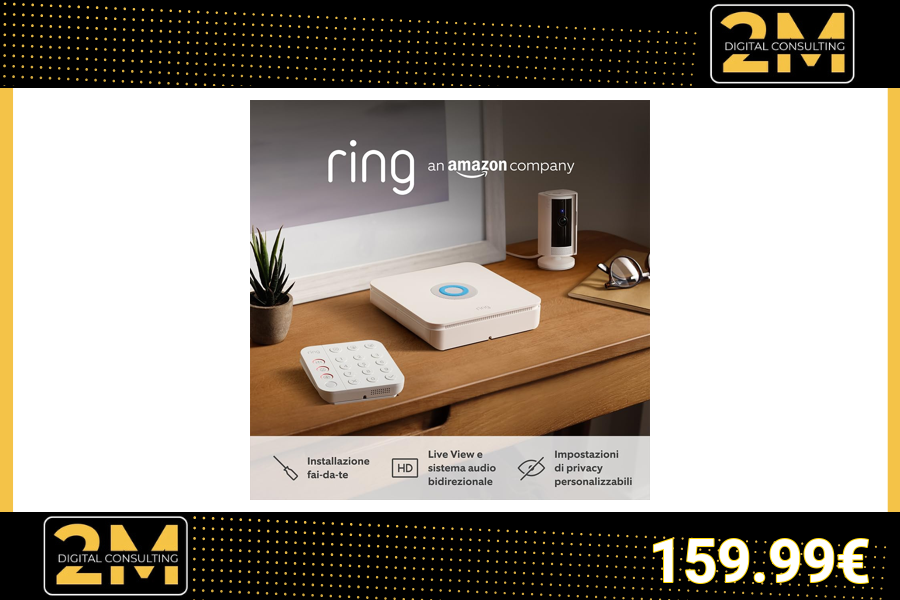 2M
DIGITAL CONSULTING
ring an amazon company
Installazione
fai-da-te
HD
Live View e
sistema audio
bidirezionale
Impostazioni
di privacy
personalizzabili
2M
DIGITAL CONSULTING
159.99€